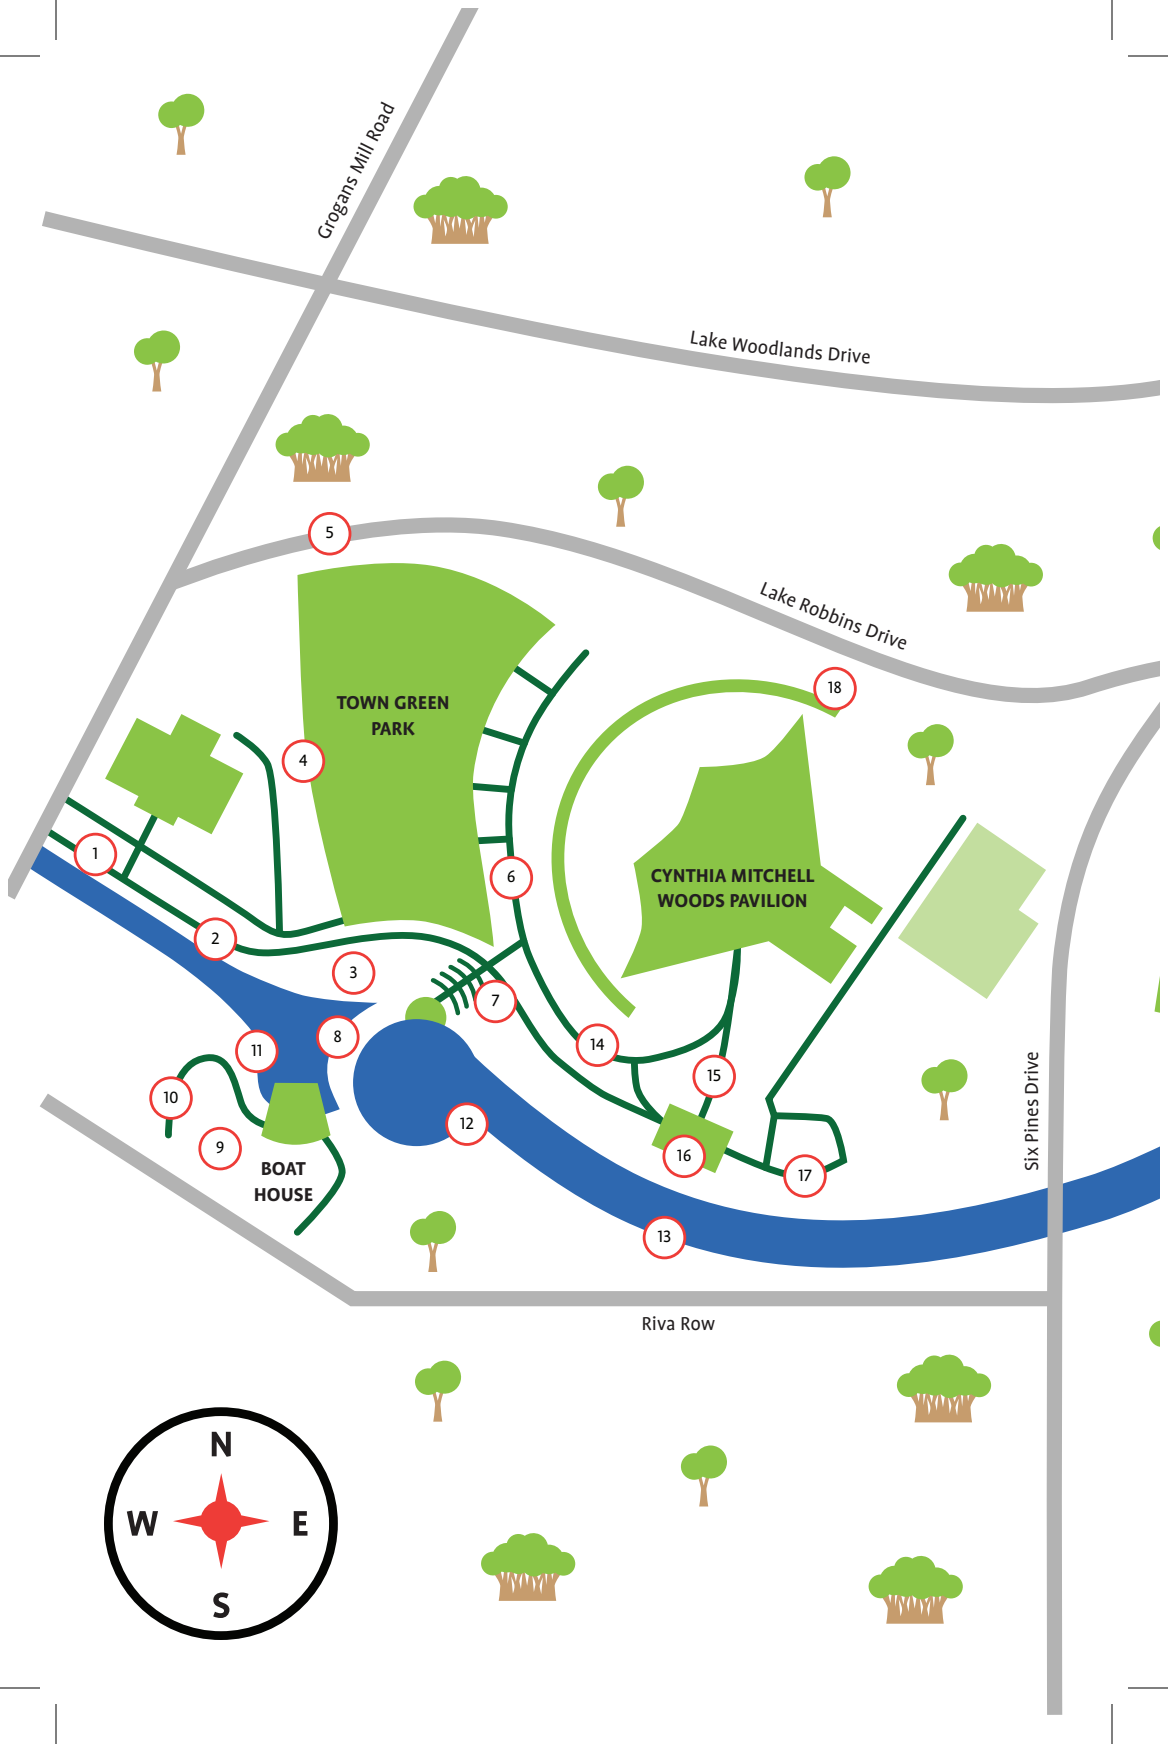 Grogans Mill Road
Lake Woodlands Drive
5
Lake Robbins Drive
18
TOWN GREEN
PARK
4
1
6
CYNTHIA MITCHELL
WOODS PAVILION
2
3
7
8
14
11
15
10
12
9
16
BOAT
HOUSE
17
Six Pines Drive
13
Riva Row
N
W
E
S